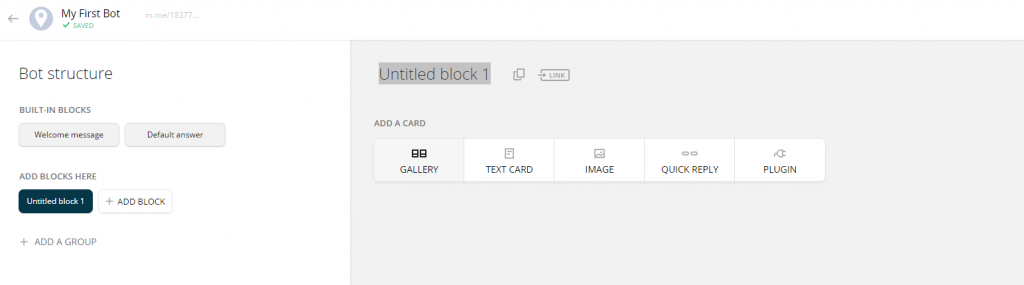 My First Bot
m.me/18377...
SAVED
Bot structure
BUILT-IN BLOCKS
Welcome message
Default answer
ADD BLOCKS HERE
Untitled block 1
+ ADD BLOCK
+ ADD A GROUP
Untitled block 1
LINK
ADD A CARD
GALLERY
TEXT CARD
IMAGE
QUICK REPLY
PLUGIN